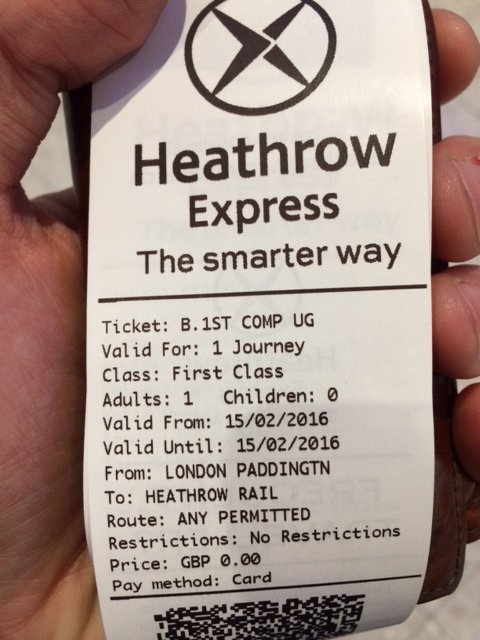 Heathrow
Express
The smarter way
Ticket: B.1ST COMP UG
Valid For: 1 Journey
Class: First Class
Adults: 1 Children: 0
Valid From: 15/02/2016
Valid Until: 15/02/2016
From: LONDON PADDINGTN
To: HEATHROW RAIL
Route: ANY PERMITTED
Restrictions: No Restrictions
Price: GBP 0.00
Pay method: Card